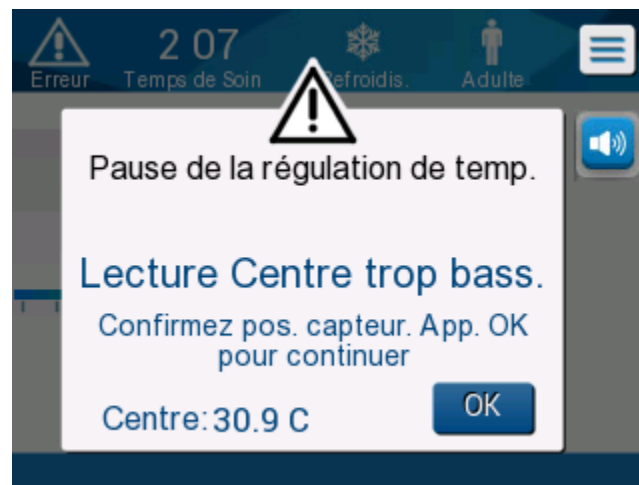 2 07
Erreur Temps de Soin Refroidis. Adulte
Pause de la régulation de temp.
Lecture Centre trop bass.
Confirmez pos. capteur. App. OK
pour continuer
Centre: 30.9 C
OK